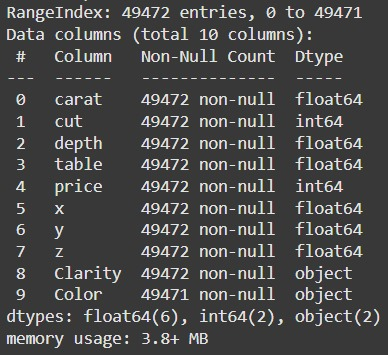 RangeIndex: 49472 entries, 0 to 49471
Data columns (total 10 columns):
 #   Column   Non-Null Count  Dtype
---  ------   --------------  -----
 0   carat    49472 non-null  float64
 1   cut      49472 non-null  int64
 2   depth    49472 non-null  float64
 3   table    49472 non-null  float64
 4   price    49472 non-null  int64
 5   x        49472 non-null  float64
 6   y        49472 non-null  float64
 7   z        49472 non-null  float64
 8   Clarity  49472 non-null  object
 9   Color    49471 non-null  object
dtypes: float64(6), int64(2), object(2)
memory usage: 3.8+ MB